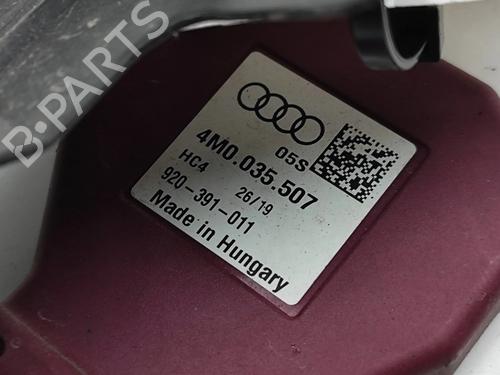 B-PARTS
05S
4M0.035.507
HC4 26/19
920-391-011
Made in Hungary